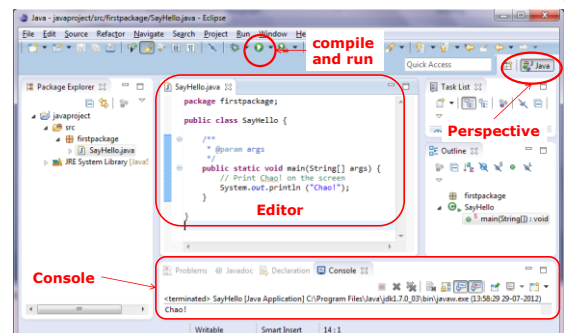 Java - javaproject/src/firstpackage/SayHello.java - Eclipse
File Edit Source Refactor Navigate Search Project Run Window Help
compile
and run
Quick Access
Java
Perspective
Package Explorer
javaproject
src
firstpackage
SayHello.java
JRE System Library [JavaS
SayHello.java
package firstpackage;
public class SayHello {
/**
* @param args
*/
public static void main(String[] args) {
// Print Chao! on the screen
System.out.println ("Chao!");
}
}
Editor
Task List
Outline
firstpackage
SayHello
main(String[]) : void
Console
Problems @ Javadoc Declaration Console
<terminated> SayHello [Java Application] C:\Program Files\Java\jdk1.7.0_03\bin\javaw.exe (13:58:29 29-07-2012)
Chao!
Writable Smart Insert 14 : 1